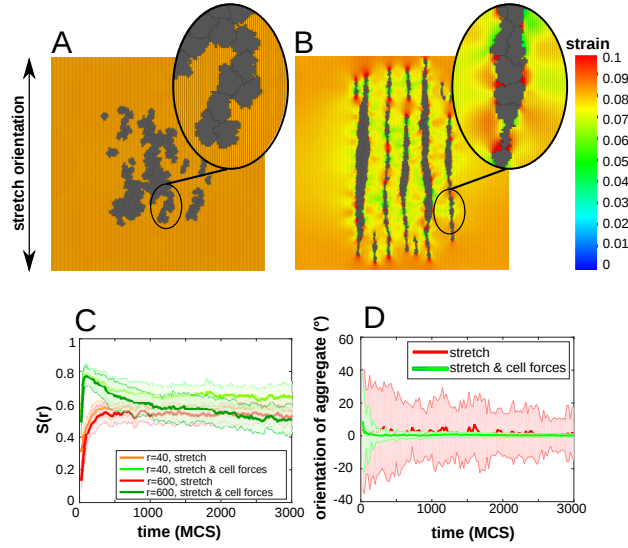 A
B
stretch orientation
strain
0.1
0.09
0.08
0.07
0.06
0.05
0.04
0.03
0.02
0.01
0
C
S(r)
1
0.8
0.6
0.4
0.2
0
0 1000 2000 3000
time (MCS)
r=40, stretch
r=40, stretch & cell forces
r=600, stretch
r=600, stretch & cell forces
D
orientation of aggregate (°)
60
40
20
0
-20
-40
0 1000 2000 3000
time (MCS)
stretch
stretch & cell forces